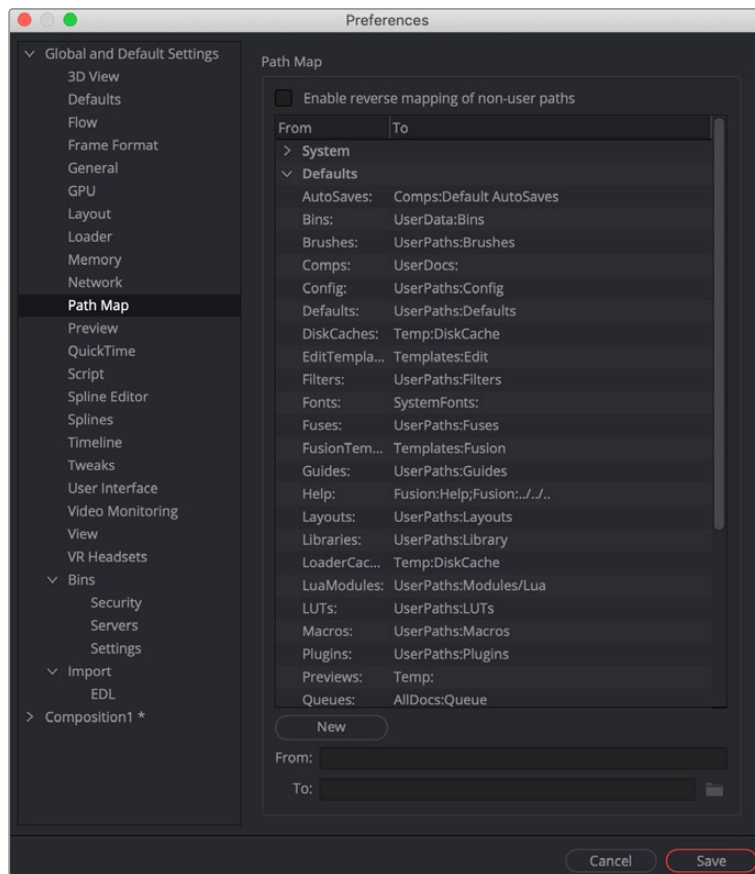 Preferences
Global and Default Settings
3D View
Defaults
Flow
Frame Format
General
GPU
Layout
Loader
Memory
Network
Path Map
Preview
QuickTime
Script
Spline Editor
Splines
Timeline
Tweaks
User Interface
Video Monitoring
View
VR Headsets
Bins
Security
Servers
Settings
Import
EDL
Composition1 *
Path Map
Enable reverse mapping of non-user paths
From To
System
Defaults
AutoSaves: Comps:Default AutoSaves
Bins: UserData:Bins
Brushes: UserPaths:Brushes
Comps: UserDocs:
Config: UserPaths:Config
Defaults: UserPaths:Defaults
DiskCaches: Temp:DiskCache
EditTempla... Templates:Edit
Filters: UserPaths:Filters
Fonts: SystemFonts:
Fuses: UserPaths:Fuses
FusionTem... Templates:Fusion
Guides: UserPaths:Guides
Help: Fusion:Help;Fusion:../../..
Layouts: UserPaths:Layouts
Libraries: UserPaths:Library
LoaderCac... Temp:DiskCache
LuaModules: UserPaths:Modules/Lua
LUTs: UserPaths:LUTs
Macros: UserPaths:Macros
Plugins: UserPaths:Plugins
Previews: Temp:
Queues: AllDocs:Queue
New
From:
To:
Cancel Save